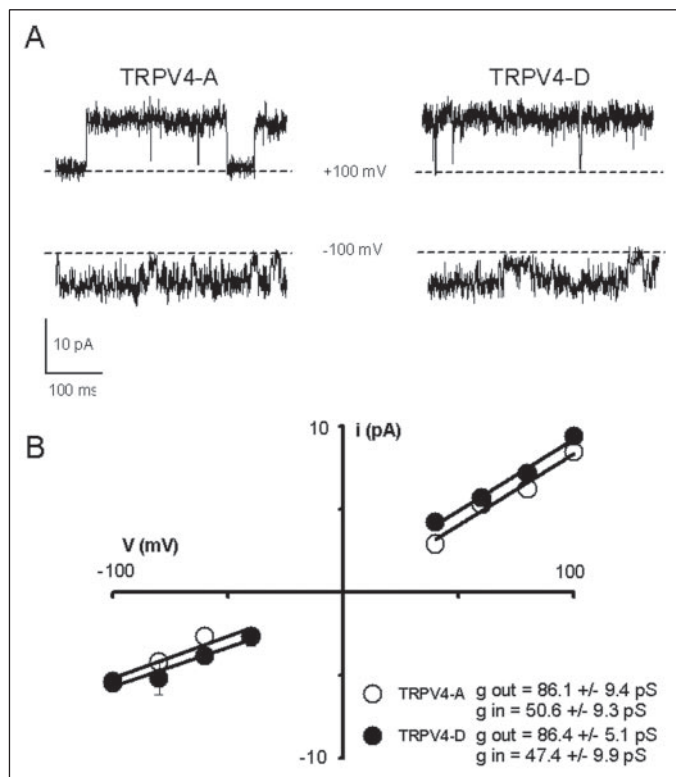 A
TRPV4-A TRPV4-D
+100 mV
-100 mV
10 pA
100 ms
B
10 i (pA)
V (mV)
-100 100
TRPV4-A g out = 86.1 +/- 9.4 pS
g in = 50.6 +/- 9.3 pS
TRPV4-D g out = 86.4 +/- 5.1 pS
g in = 47.4 +/- 9.9 pS
-10